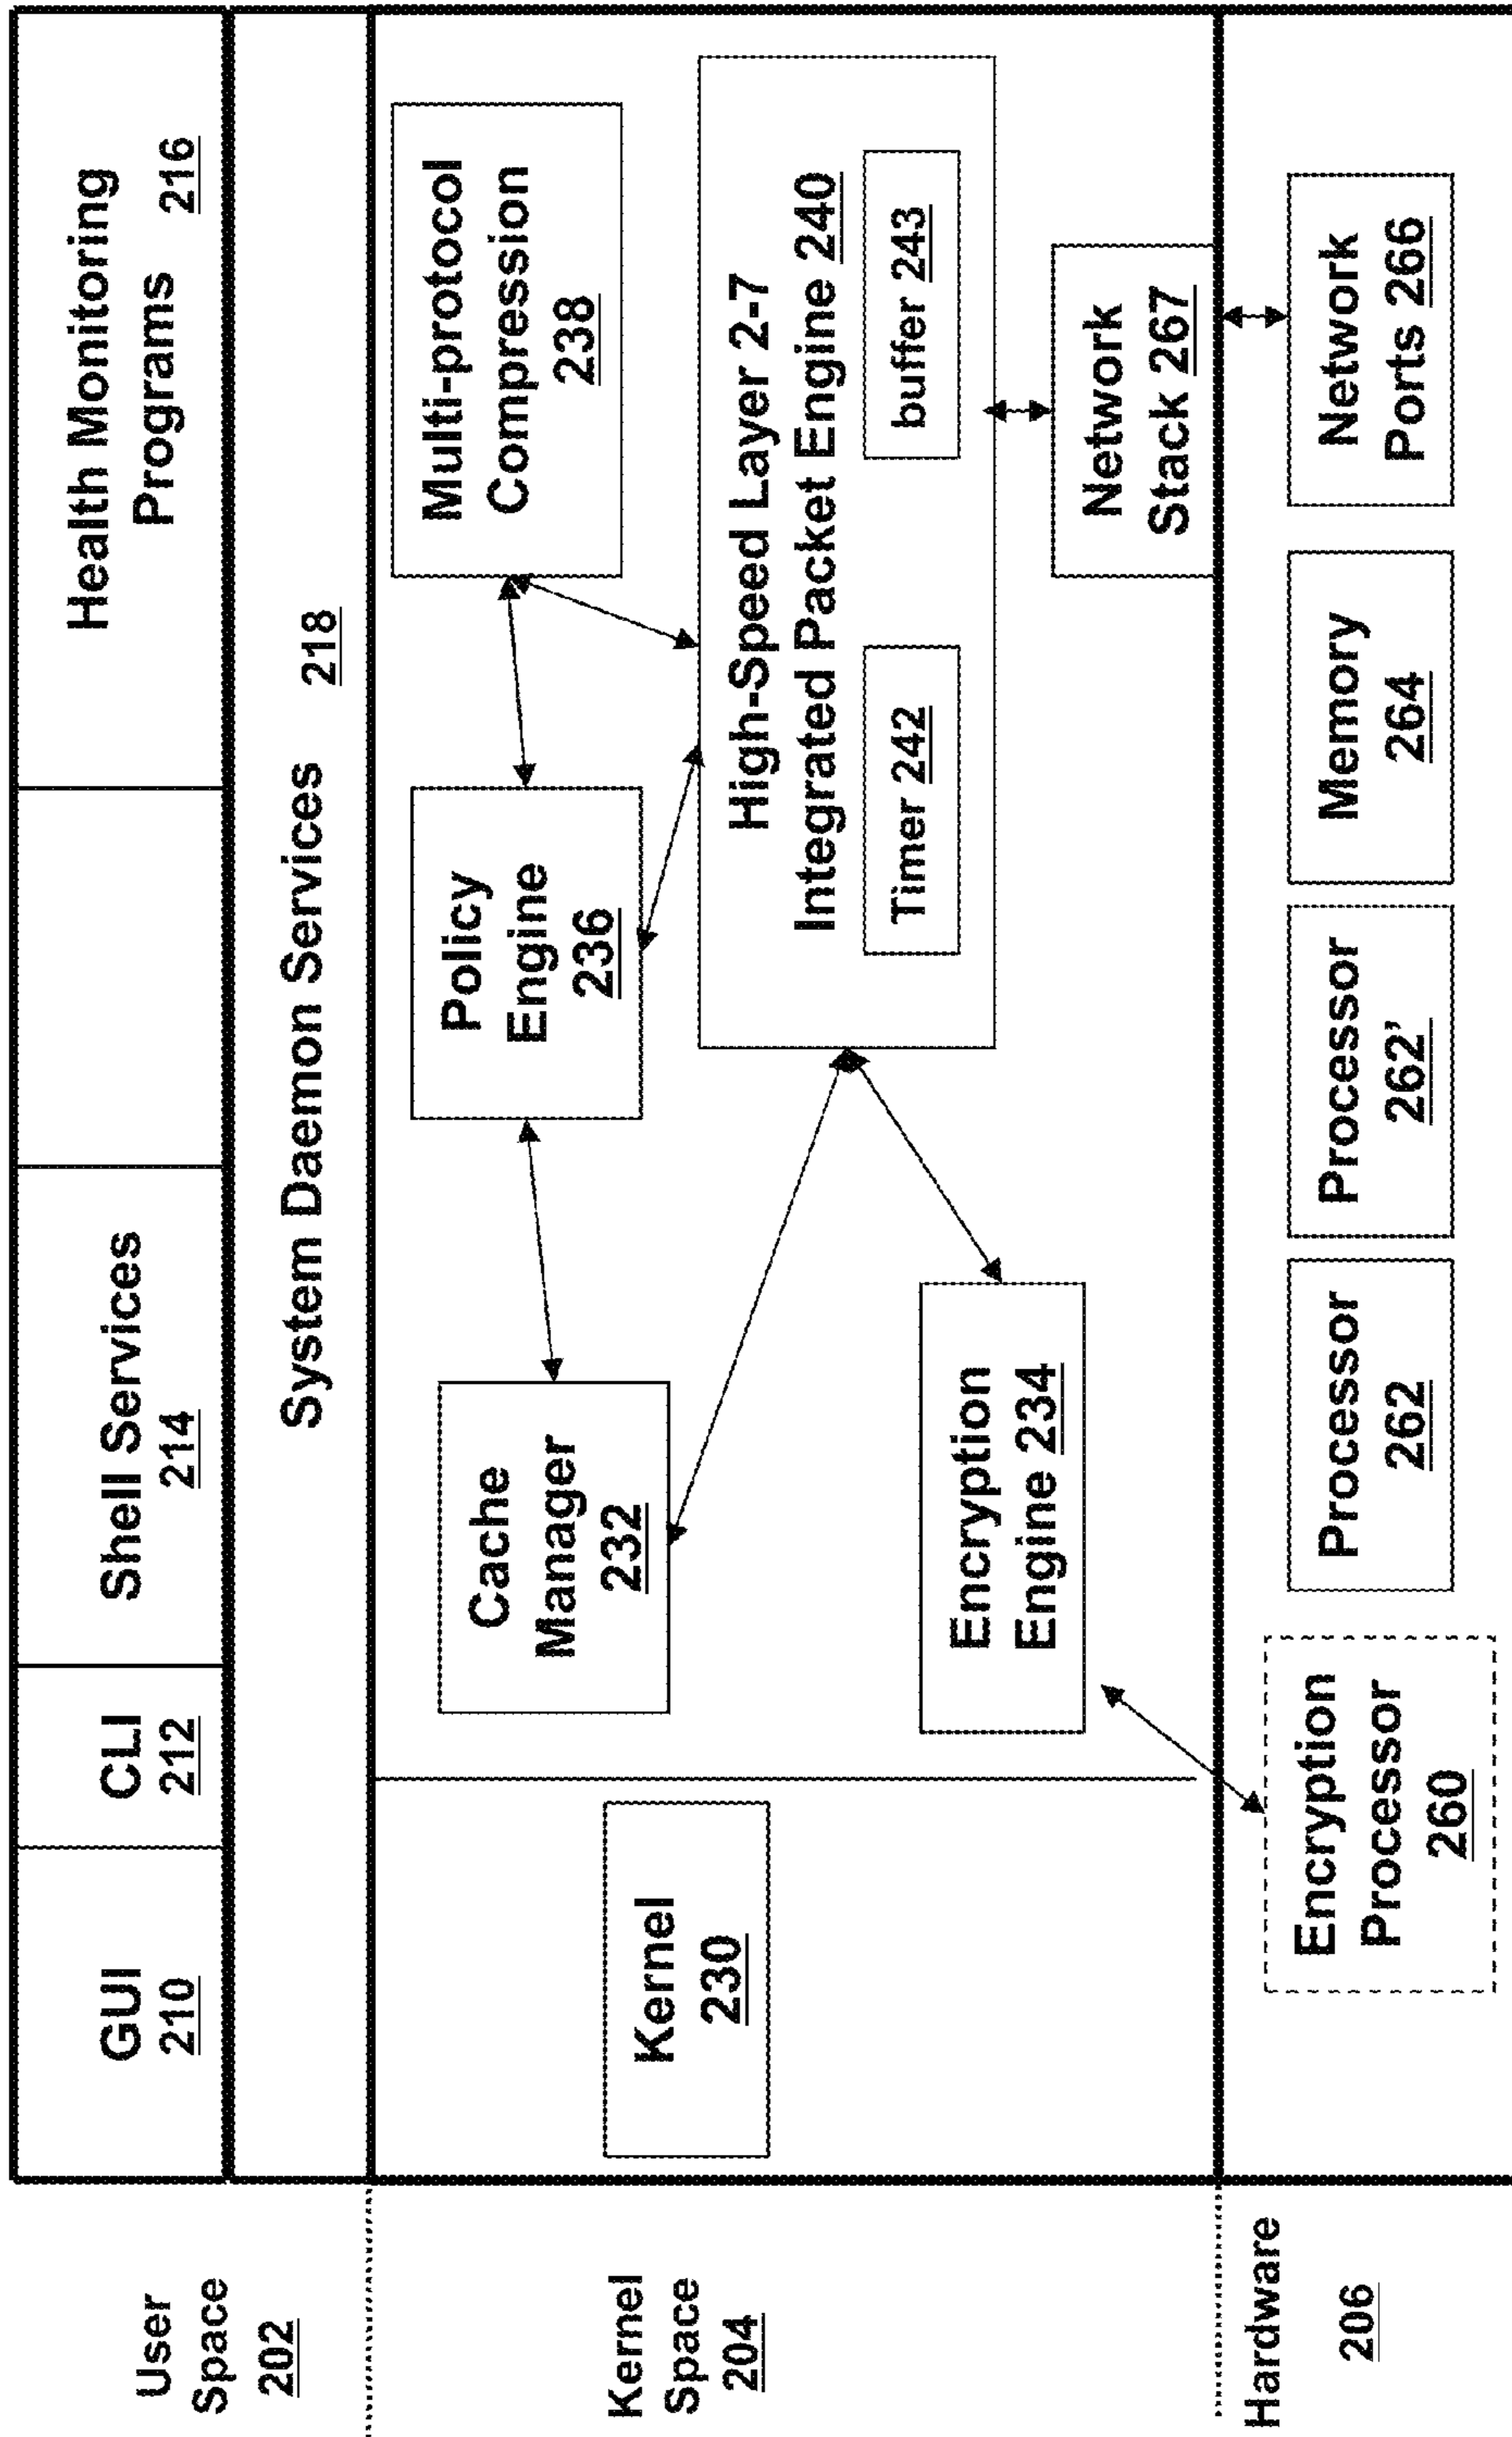 User
Space
202
GUI
210
CLI
212
Shell Services
214
Health Monitoring
Programs 216
System Daemon Services 218
Kernel
Space
204
Kernel
230
Cache
Manager
232
Policy
Engine
236
Multi-protocol
Compression
238
High-Speed Layer 2-7
Integrated Packet Engine 240
Timer 242
buffer 243
Encryption
Engine 234
Network
Stack 267
Hardware
206
Encryption
Processor
260
Processor
262
Processor
262’
Memory
264
Network
Ports 266